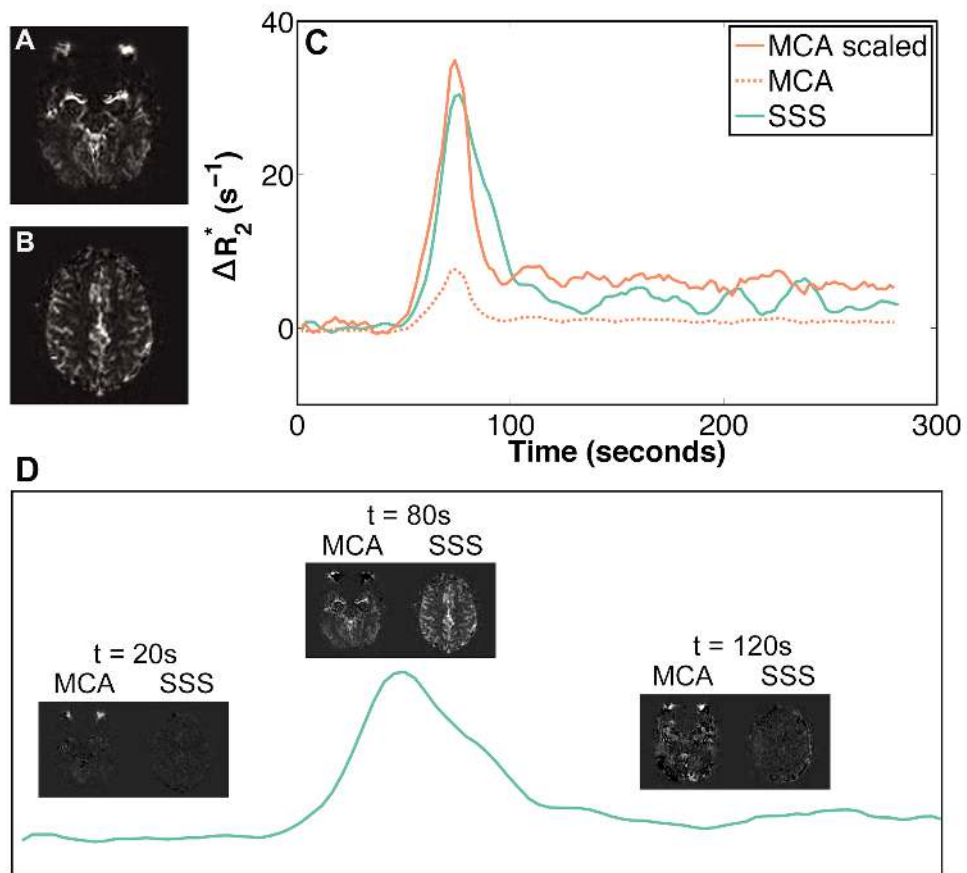 A
B
C
MCA scaled
MCA
SSS
40
20
0
ΔR₂* (s⁻¹)
0
100
200
300
Time (seconds)
D
t = 80s
MCA SSS
t = 20s
MCA SSS
t = 120s
MCA SSS